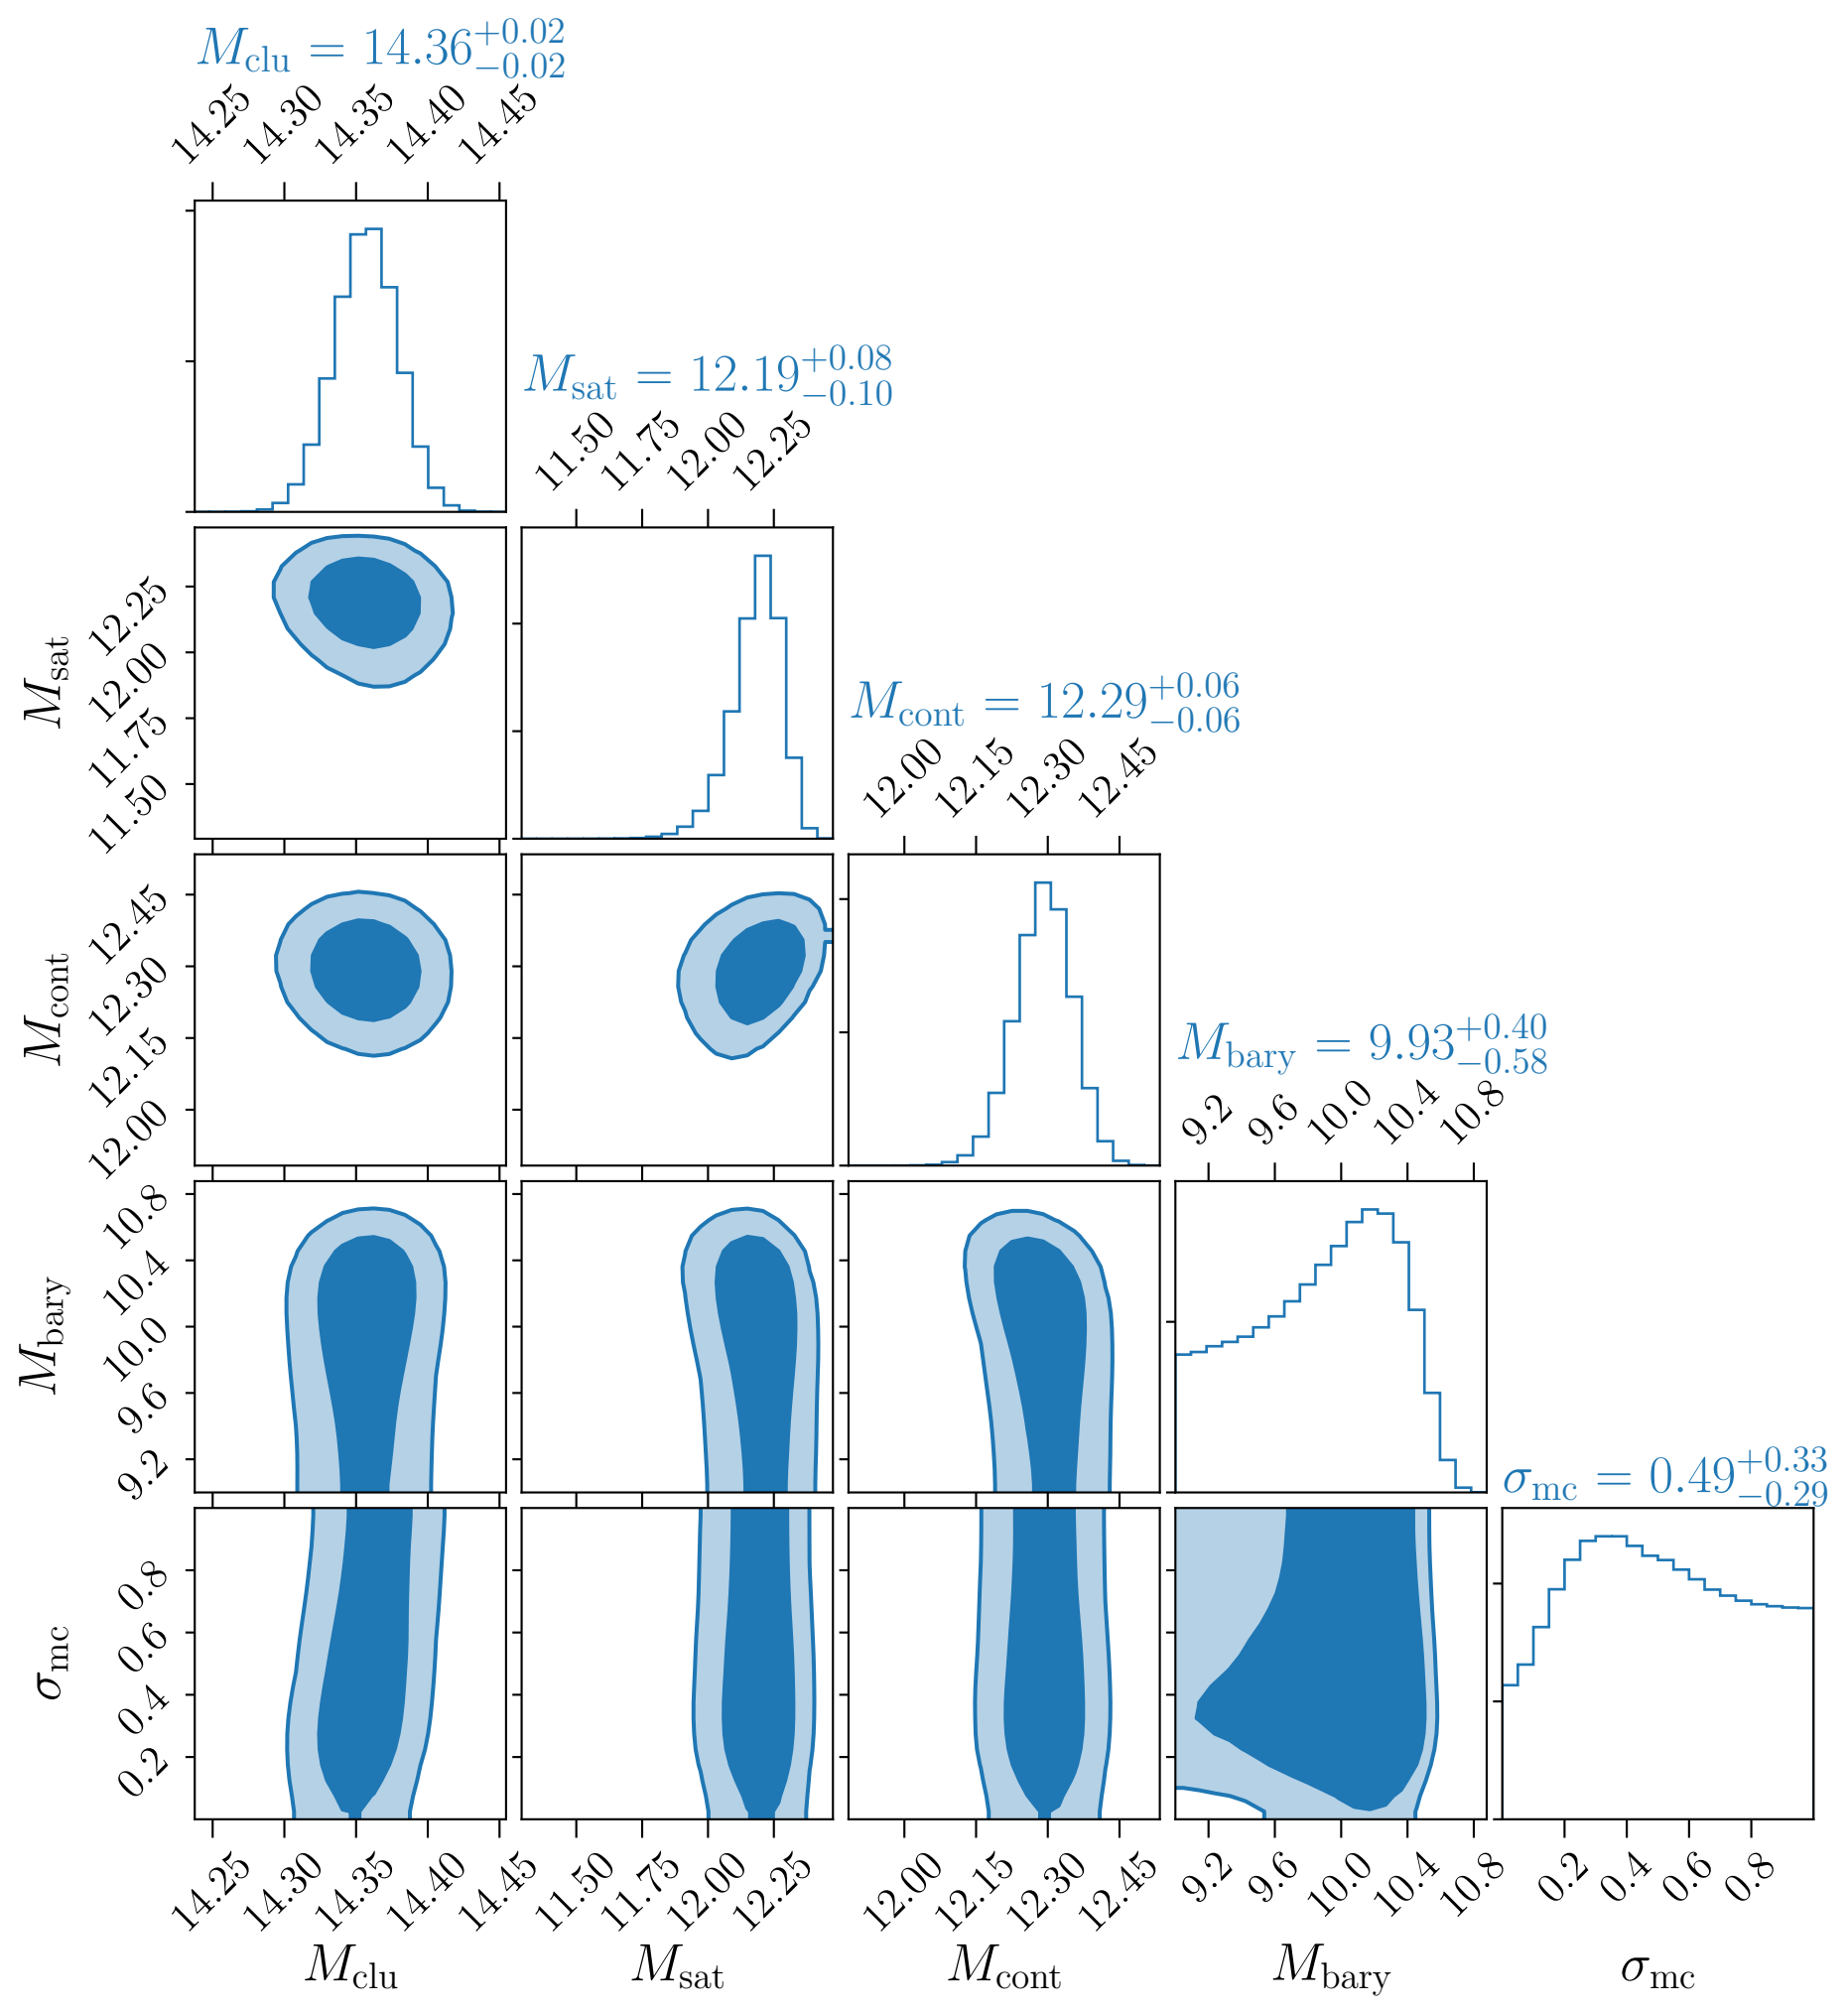 M_clu = 14.36^{+0.02}_{−0.02}
14.25 14.30 14.35 14.40 14.45
M_sat = 12.19^{+0.08}_{−0.10}
11.50 11.75 12.00 12.25
M_sat 12.25 12.00 11.75 11.50
M_cont = 12.29^{+0.06}_{−0.06}
12.00 12.15 12.30 12.45
M_cont 12.45 12.30 12.15 12.00
M_bary = 9.93^{+0.40}_{−0.58}
9.2 9.6 10.0 10.4 10.8
M_bary 10.8 10.4 10.0 9.6 9.2
σ_mc = 0.49^{+0.33}_{−0.29}
σ_mc 0.8 0.6 0.4 0.2
14.25 14.30 14.35 14.40 14.45 11.50 11.75 12.00 12.25 12.00 12.15 12.30 12.45 9.2 9.6 10.0 10.4 10.8 0.2 0.4 0.6 0.8
M_clu M_sat M_cont M_bary σ_mc